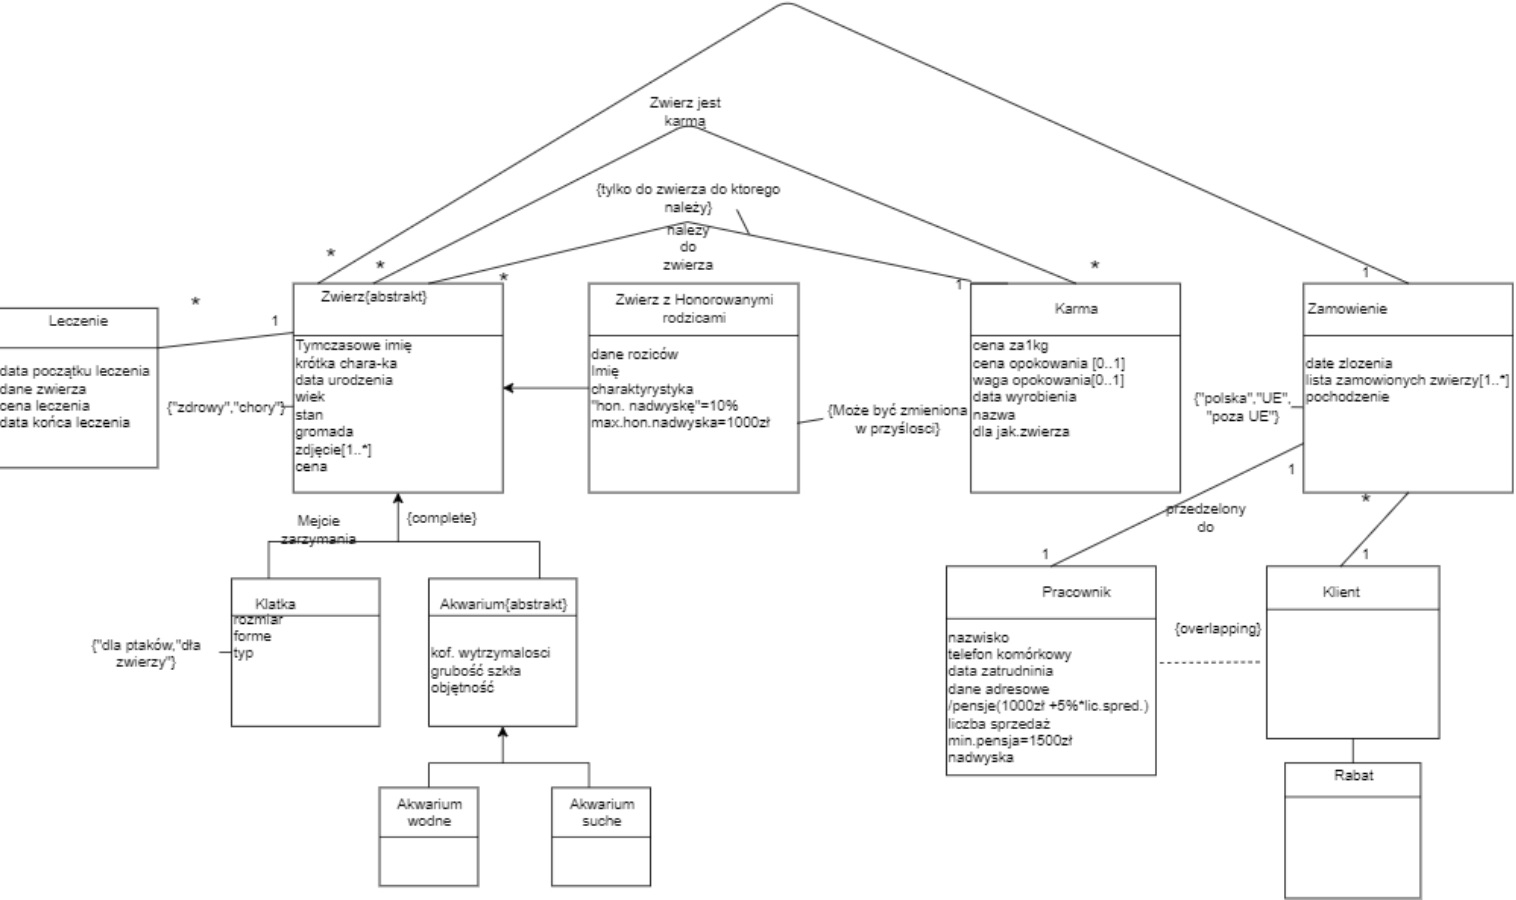 Zwierz jest
karmą
{tylko do zwierza do ktorego
należy}
należy
do
zwierza
*
*
*
1
*
1
Leczenie
data początku leczenia
dane zwierza
cena leczenia
data końca leczenia
*
1
Zwierz{abstrakt}
Tymczasowe imię
krótka chara-ka
data urodzenia
wiek
stan
gromada
zdjęcie[1..*]
cena
{"zdrowy","chory"}
Zwierz z Honorowanymi
rodzicami
dane roziców
Imię
charaktyrystyka
"hon. nadwyskę"=10%
max.hon.nadwyska=1000zł
{Może być zmieniona
w przyślosci}
Karma
cena za1kg
cena opokowania [0..1]
waga opokowania[0..1]
data wyrobienia
nazwa
dla jak.zwierza
Zamowienie
date zlozenia
lista zamowionych zwierzy[1..*]
pochodzenie
{"polska","UE",
"poza UE"}
Mejcie
zarzymania
{complete}
1
przedzelony
do
1
*
1
Klatka
rozmiar
forme
typ
{"dla ptaków,"dła
zwierzy"}
Akwarium{abstrakt}
kof. wytrzymalosci
grubość szkła
objętność
Akwarium
wodne
Akwarium
suche
Pracownik
nazwisko
telefon komórkowy
data zatrudninia
dane adresowe
/pensje(1000zł +5%*lic.spred.)
liczba sprzedaż
min.pensja=1500zł
nadwyska
{overlapping}
Klient
Rabat